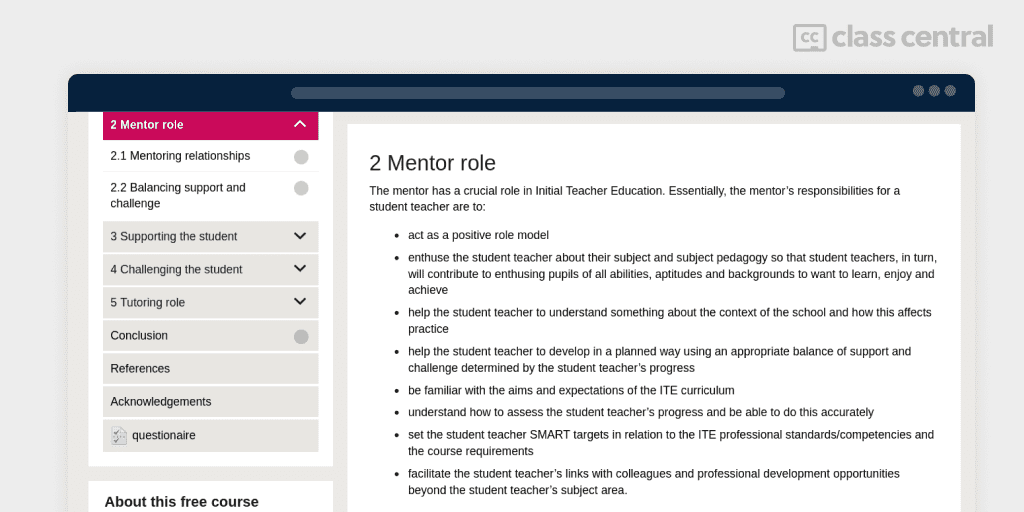 cc class central
2 Mentor role
2.1 Mentoring relationships
2.2 Balancing support and
challenge
3 Supporting the student
4 Challenging the student
5 Tutoring role
Conclusion
References
Acknowledgements
questionaire
About this free course
2 Mentor role
The mentor has a crucial role in Initial Teacher Education. Essentially, the mentor's responsibilities for a
student teacher are to:
• act as a positive role model
• enthuse the student teacher about their subject and subject pedagogy so that student teachers, in turn,
will contribute to enthusing pupils of all abilities, aptitudes and backgrounds to want to learn, enjoy and
achieve
• help the student teacher to understand something about the context of the school and how this affects
practice
• help the student teacher to develop in a planned way using an appropriate balance of support and
challenge determined by the student teacher's progress
• be familiar with the aims and expectations of the ITE curriculum
• understand how to assess the student teacher's progress and be able to do this accurately
• set the student teacher SMART targets in relation to the ITE professional standards/competencies and
the course requirements
• facilitate the student teacher's links with colleagues and professional development opportunities
beyond the student teacher's subject area.